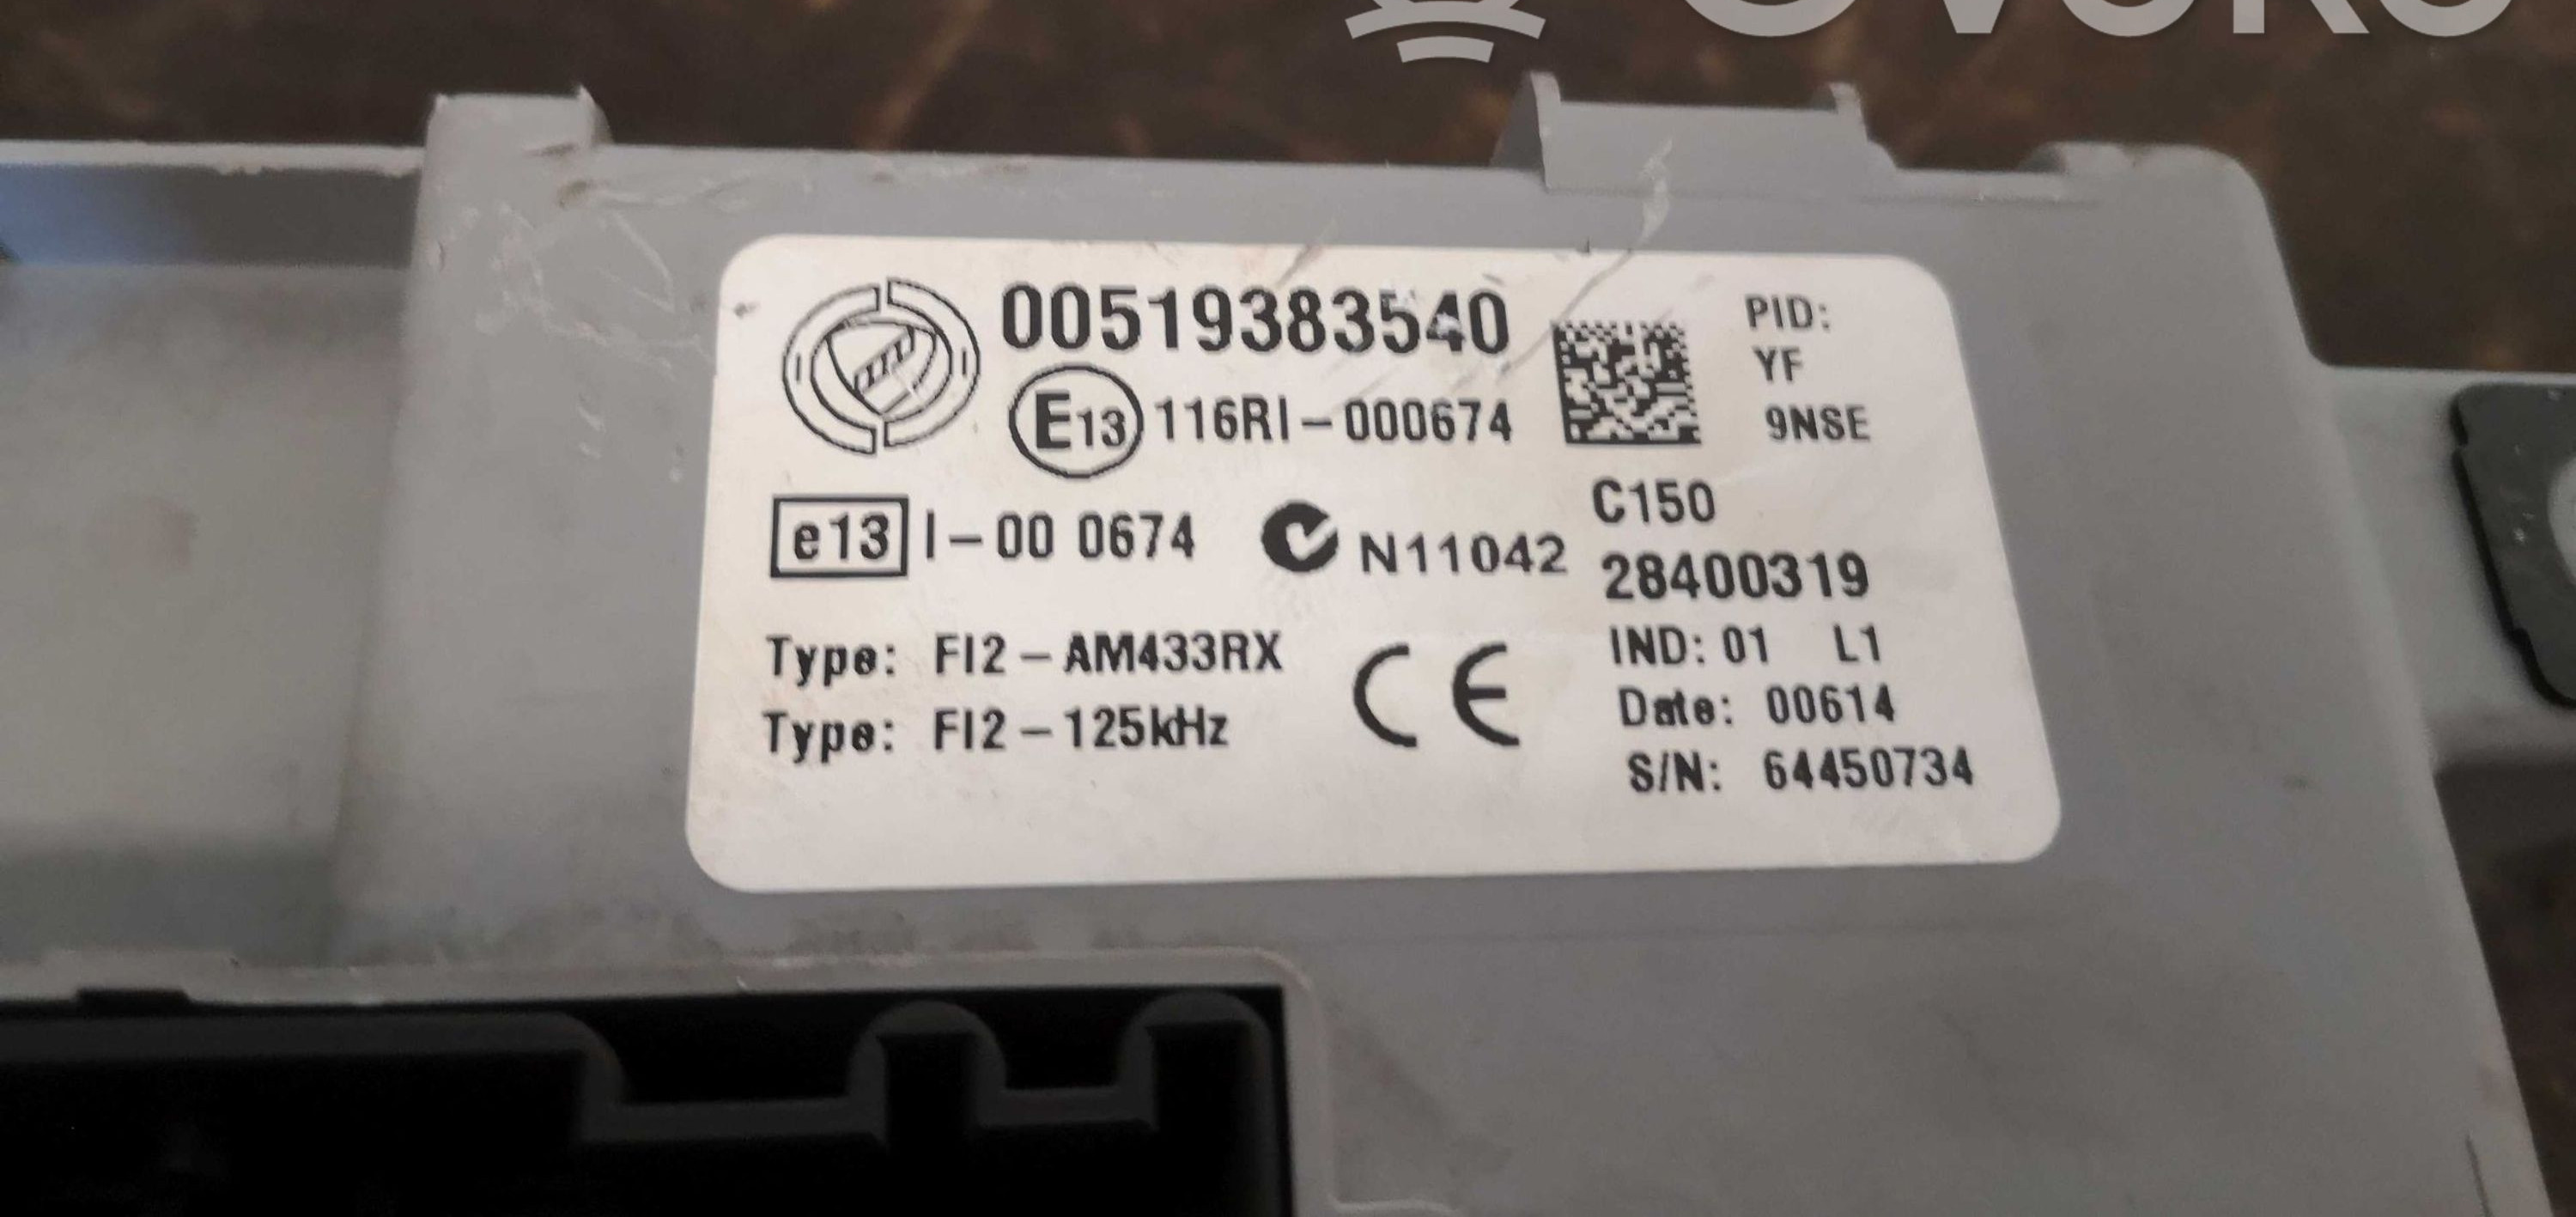 OVOKO
00519383540
E13 116RI-000674
e13 I-00 0674
N11042
Type: FI2-AM433RX
Type: FI2-125kHz
CE
PID:
YF
9NSE
C150
28400319
IND: 01 L1
Date: 00614
S/N: 64450734